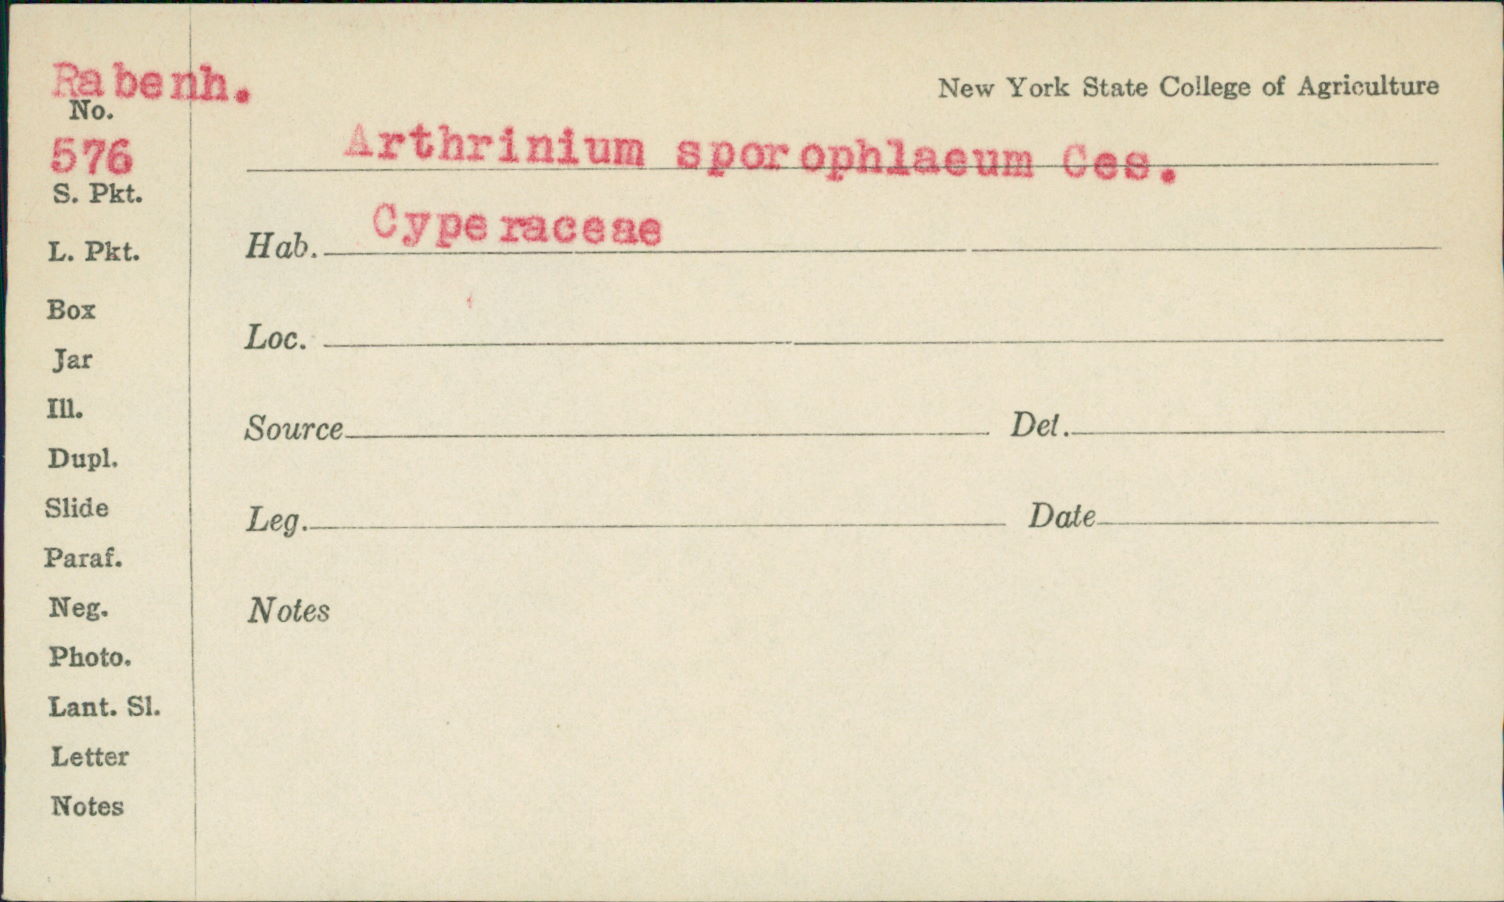 Rabenh.
New York State College of Agriculture
No.
576
Arthrinium sporophlaeum Ces.
S. Pkt.
Hab. Cyperaceae
L. Pkt.
Box
Loc.
Jar
Ill.
Source Det.
Dupl.
Slide
Leg. Date
Paraf.
Neg.
Notes
Photo.
Lant. Sl.
Letter
Notes